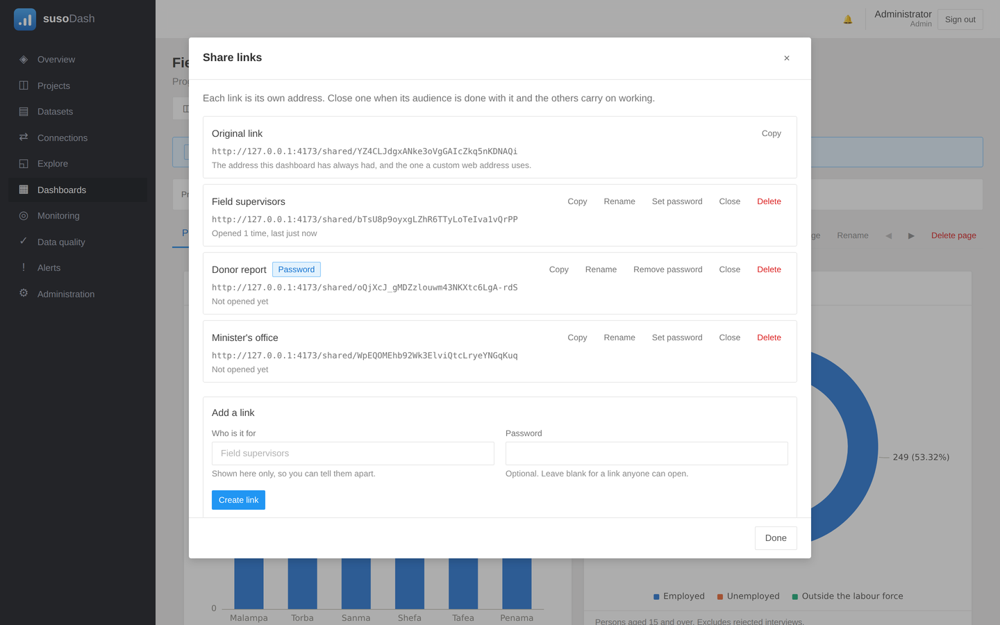 susoDash
Overview
Projects
Datasets
Connections
Explore
Dashboards
Monitoring
Data quality
Alerts
Administration
Administrator
Admin
Sign out
Share links
×
Each link is its own address. Close one when its audience is done with it and the others carry on working.
Original link
Copy
http://127.0.0.1:4173/shared/YZ4CLJdgxANke3oVgGAIcZkq5nKDNAQi
The address this dashboard has always had, and the one a custom web address uses.
Field supervisors
Copy Rename Set password Close Delete
http://127.0.0.1:4173/shared/bTsU8p9oyxgLZhR6TTyLoTeIva1vQrPP
Opened 1 time, last just now
Donor report Password
Copy Rename Remove password Close Delete
http://127.0.0.1:4173/shared/oQjXcJ_gMDZzlouwm43NKXtc6LgA-rdS
Not opened yet
Minister's office
Copy Rename Set password Close Delete
http://127.0.0.1:4173/shared/WpEQOMEhb92Wk3ElviQtcLryeYNGqKuq
Not opened yet
Add a link
Who is it for
Field supervisors
Shown here only, so you can tell them apart.
Password
Optional. Leave blank for a link anyone can open.
Create link
Done
Rename ◀ ▶ Delete page
249 (53.32%)
0
Malampa Torba Sanma Shefa Tafea Penama
Employed Unemployed Outside the labour force
Persons aged 15 and over. Excludes rejected interviews.